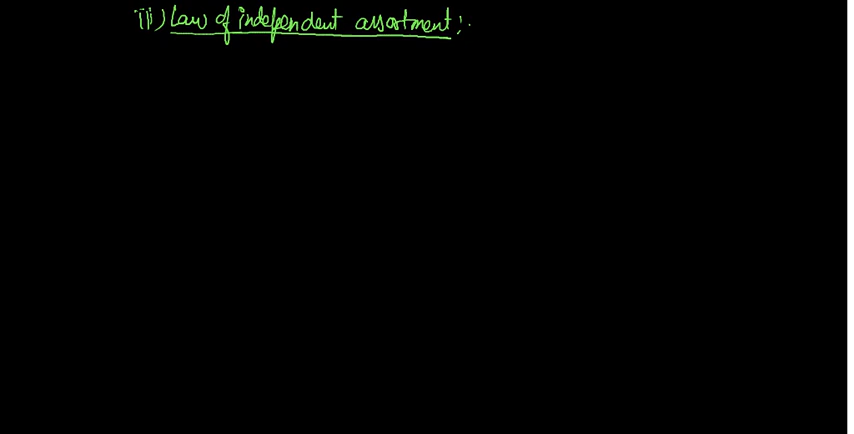 iii) Law of independent assortment :-